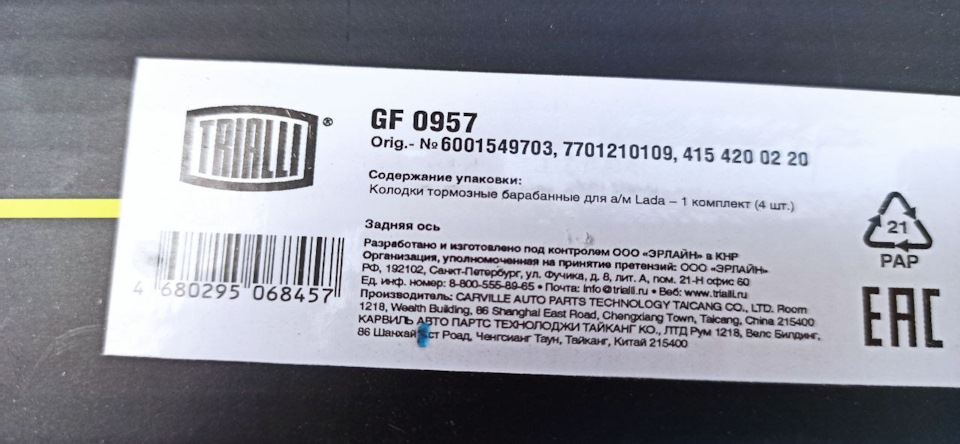 TRIALLI ®
GF 0957
Orig.- № 6001549703, 7701210109, 415 420 02 20
Содержание упаковки:
Колодки тормозные барабанные для а/м Lada – 1 комплект (4 шт.)
Задняя ось
Разработано и изготовлено под контролем ООО «ЭРЛАЙН» в КНР
Организация, уполномоченная на принятие претензий: ООО «ЭРЛАЙН»
РФ, 192102, Санкт-Петербург, ул. Фучика, д. 8, лит. А, пом. 21-Н офис 60
Ед. инф. номер: 8-800-555-89-65 • Почта: info@trialli.ru • Веб: www.trialli.ru
Производитель: CARVILLE AUTO PARTS TECHNOLOGY TAICANG CO., LTD. Room
1218, Wealth Building, 86 Shanghai East Road, Chengxiang Town, Taicang, China 215400
КАРВИЛЬ АВТО ПАРТС ТЕХНОЛОДЖИ ТАЙКАНГ КО., ЛТД Рум 1218, Велс Билдинг,
86 Шанхай Роад, Ченгсианг Таун, Тайканг, Китай 215400
4 680295 068457
21
PAP
EAC